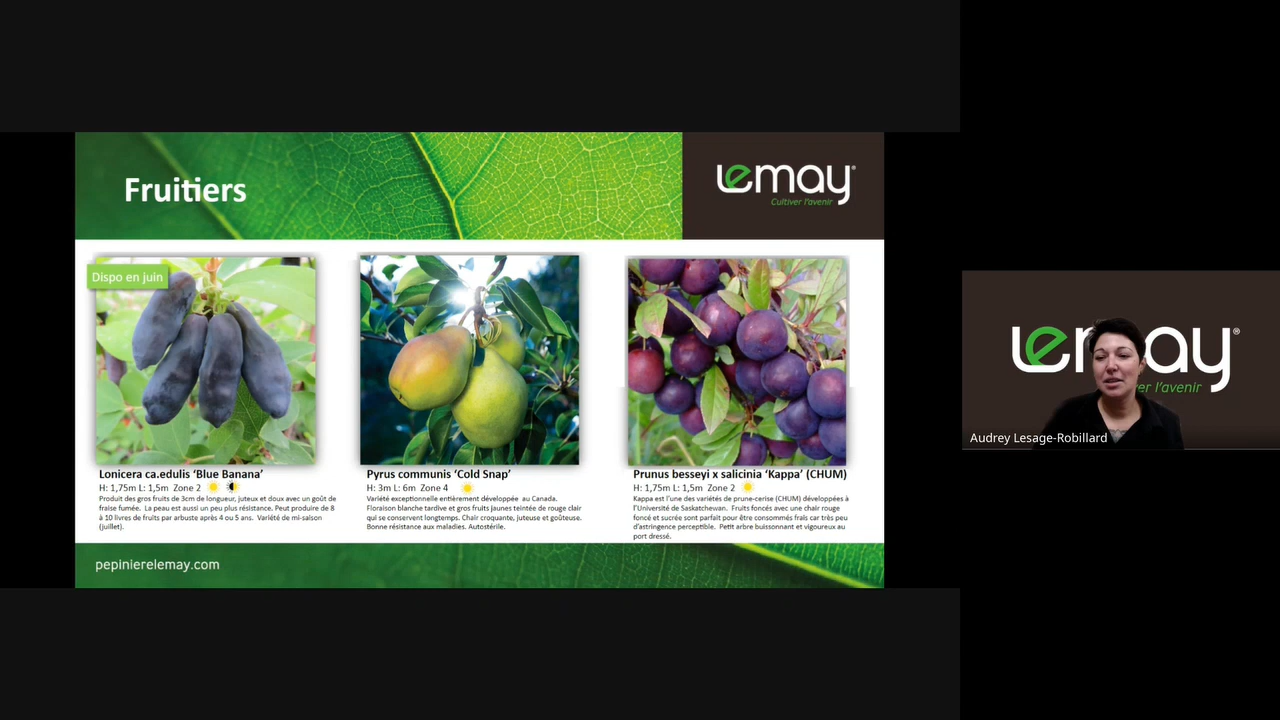 Fruitiers
Lemay®
Cultiver l'avenir
Dispo en juin
Lonicera ca.edulis ‘Blue Banana’
H: 1,75m L: 1,5m Zone 2
Produit des gros fruits de 3cm de longueur, juteux et doux avec un goût de
fraise fumée. La peau est aussi un peu plus résistance. Peut produire de 8
à 10 livres de fruits par arbuste après 4 ou 5 ans. Variété de mi-saison
(juillet).
Pyrus communis ‘Cold Snap’
H: 3m L: 6m Zone 4
Variété exceptionnelle entièrement développée au Canada.
Floraison blanche tardive et gros fruits jaunes teintée de rouge clair
qui se conservent longtemps. Chair croquante, juteuse et goûteuse.
Bonne résistance aux maladies. Autostérile.
Prunus besseyi x salicinia ‘Kappa’ (CHUM)
H: 1,75m L: 1,5m Zone 2
Kappa est l'une des variétés de prune-cerise (CHUM) développées à
l'Université de Saskatchewan. Fruits foncés avec une chair rouge
foncé et sucrée sont parfait pour être consommés frais car très peu
d'astringence perceptible. Petit arbre buissonnant et vigoureux au
port dressé.
pepinierelemay.com
lemay®
er l'avenir
Audrey Lesage-Robillard